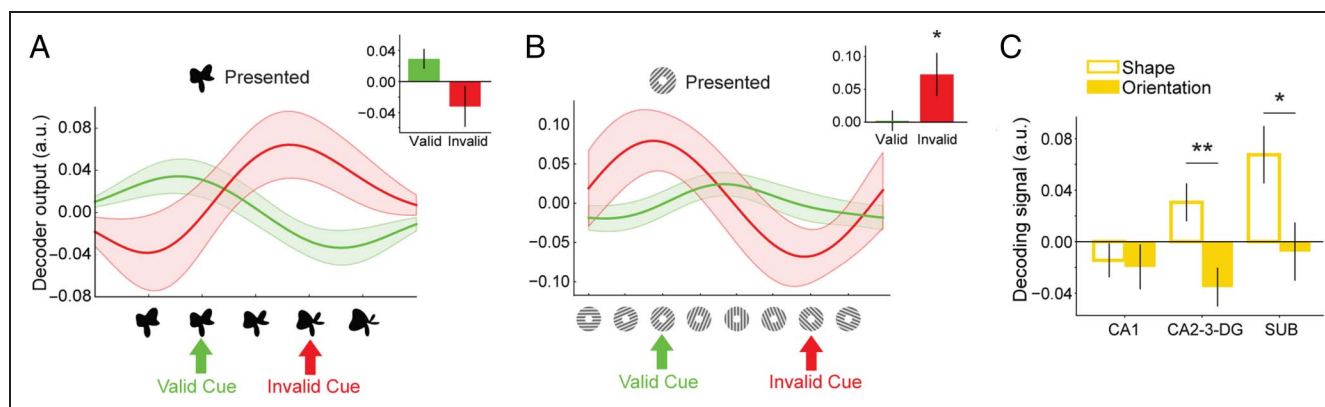 A
Presented
0.04
0.00
−0.04
Valid Invalid
Decoder output (a.u.)
0.08
0.04
0.00
−0.04
−0.08
Valid Cue
Invalid Cue
B
Presented
*
0.10
0.05
0.00
Valid Invalid
0.10
0.05
0.00
−0.05
−0.10
Valid Cue
Invalid Cue
C
Shape
Orientation
*
**
Decoding signal (a.u.)
0.08
0.04
0.00
−0.04
CA1
CA2-3-DG
SUB